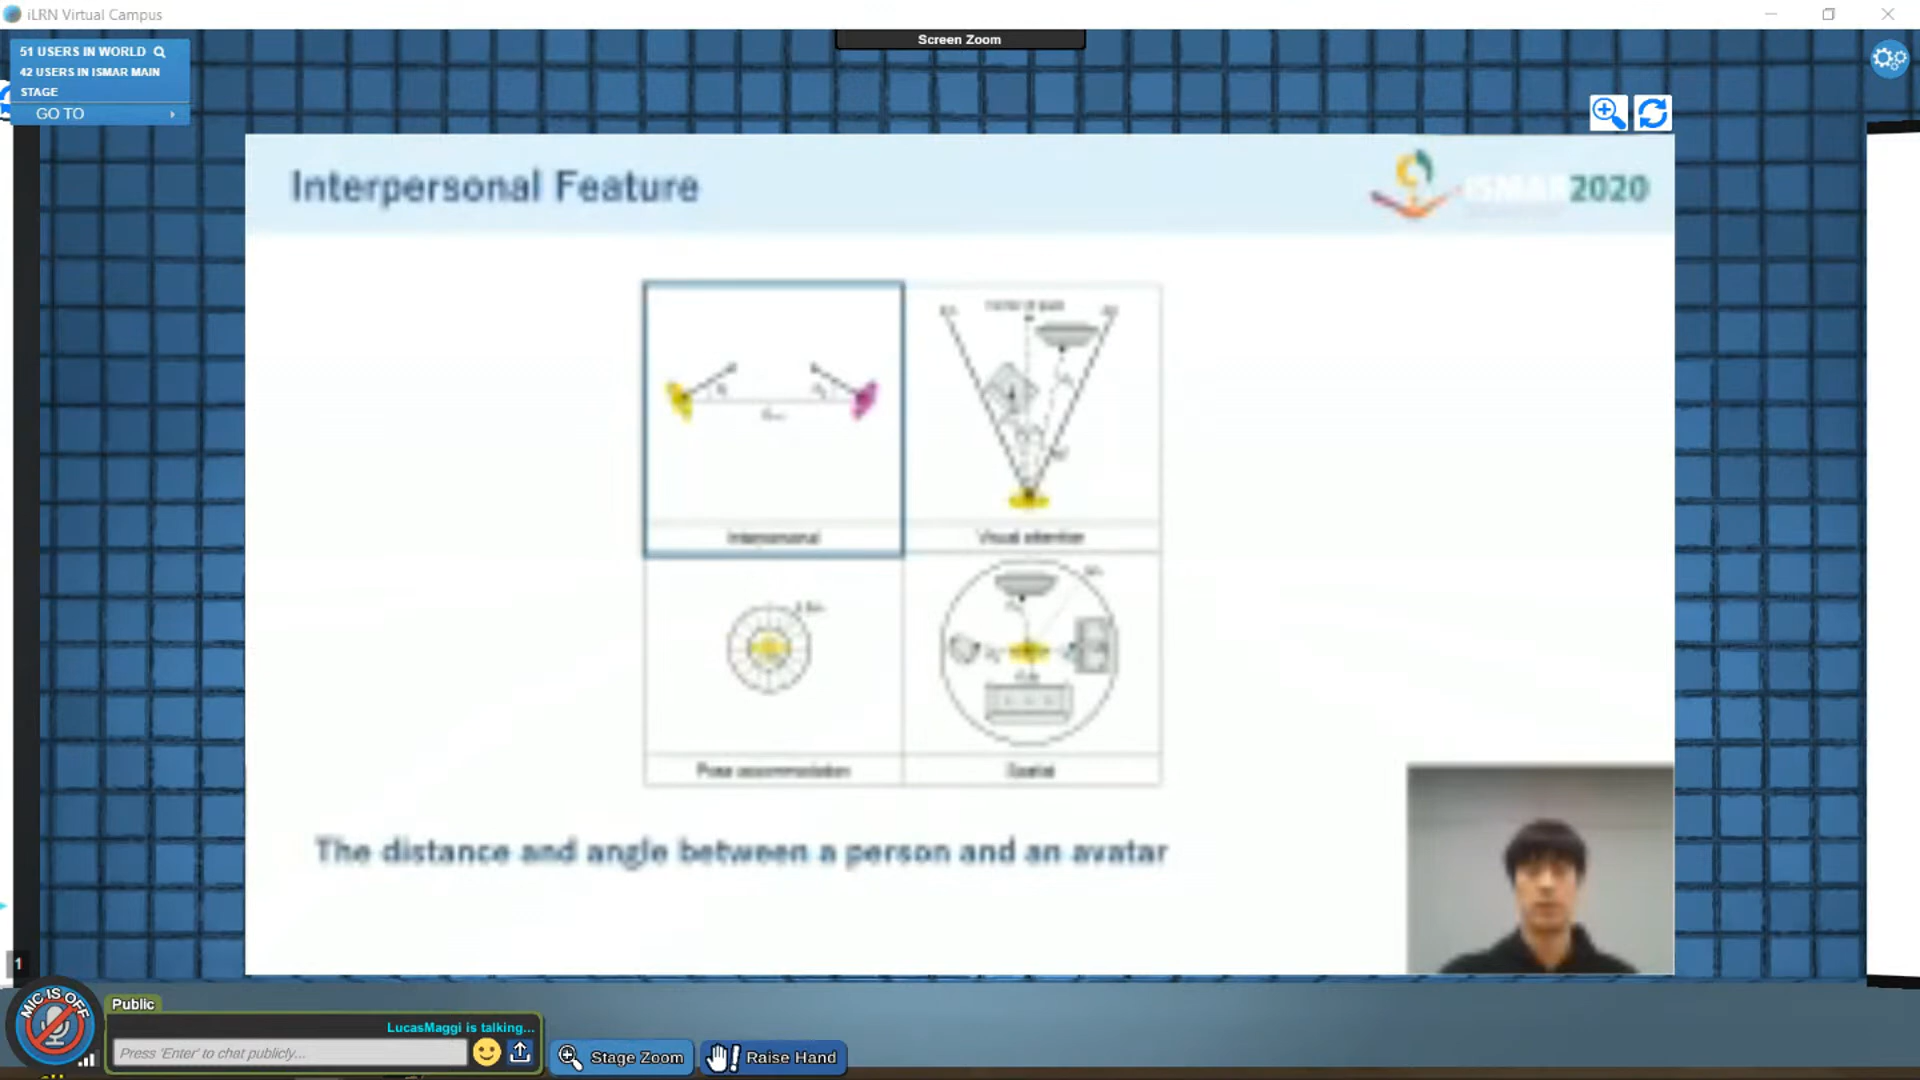 iLRN Virtual Campus
51 USERS IN WORLD
42 USERS IN ISMAR MAIN
STAGE
GO TO
Screen Zoom
Interpersonal Feature
ISMAR2020
Interpersonal
Visual attention
Pose accommodation
Spatial
The distance and angle between a person and an avatar
1
MIC IS OFF
Public
LucasMaggi is talking...
Press 'Enter' to chat publicly...
Stage Zoom
Raise Hand